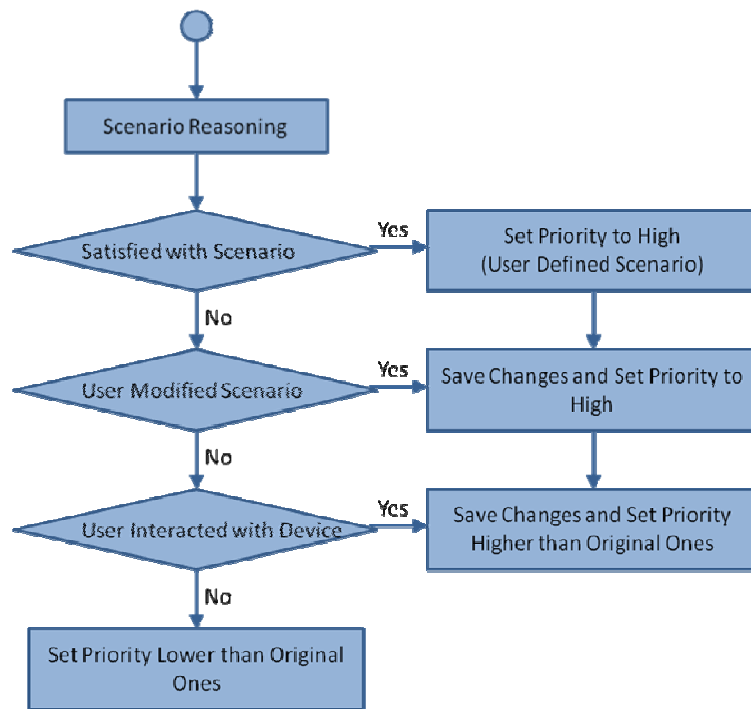 Scenario Reasoning
Satisfied with Scenario
Yes
Set Priority to High
(User Defined Scenario)
No
User Modified Scenario
Yes
Save Changes and Set Priority to
High
No
User Interacted with Device
Yes
Save Changes and Set Priority
Higher than Original Ones
No
Set Priority Lower than Original
Ones